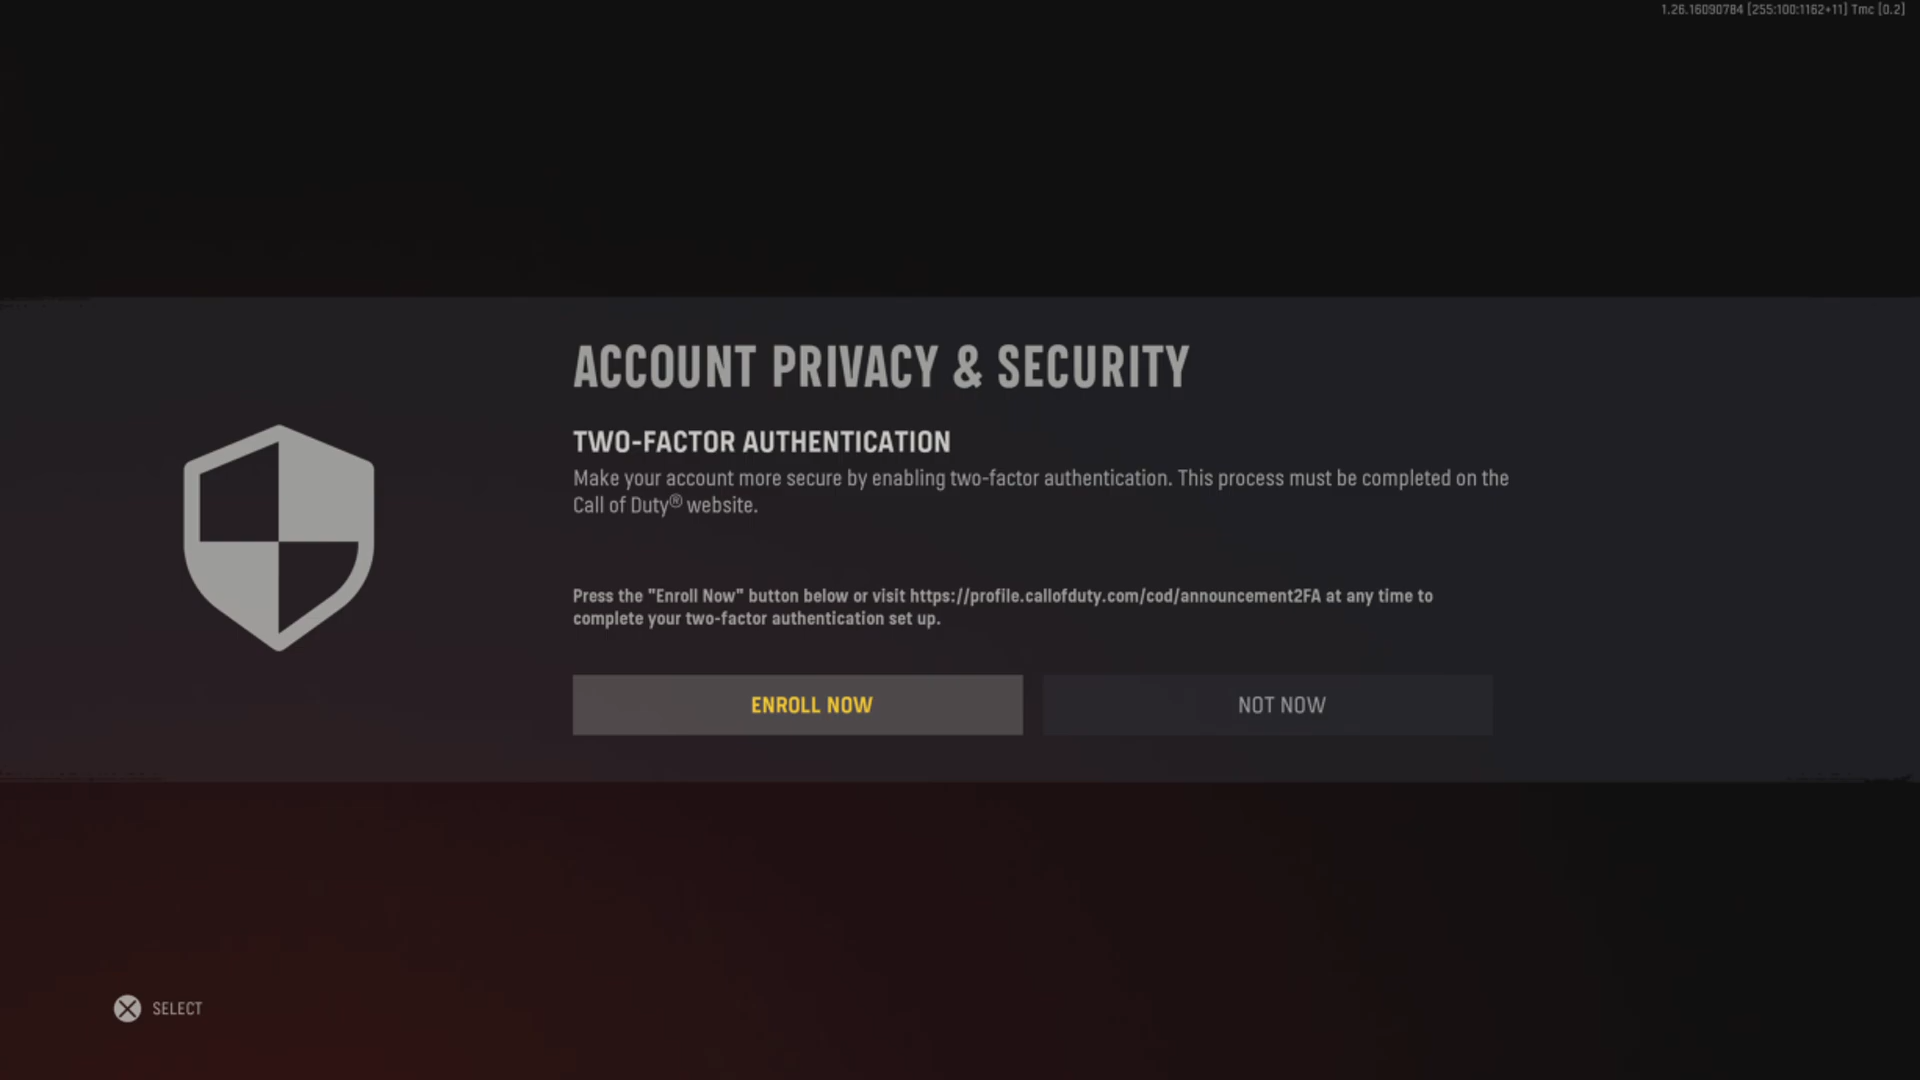 1.26.16090784 [255:100:1162+11] Tmc [0.2]
ACCOUNT PRIVACY & SECURITY
TWO-FACTOR AUTHENTICATION
Make your account more secure by enabling two-factor authentication. This process must be completed on the
Call of Duty® website.
Press the "Enroll Now" button below or visit https://profile.callofduty.com/cod/announcement2FA at any time to
complete your two-factor authentication set up.
ENROLL NOW
NOT NOW
SELECT